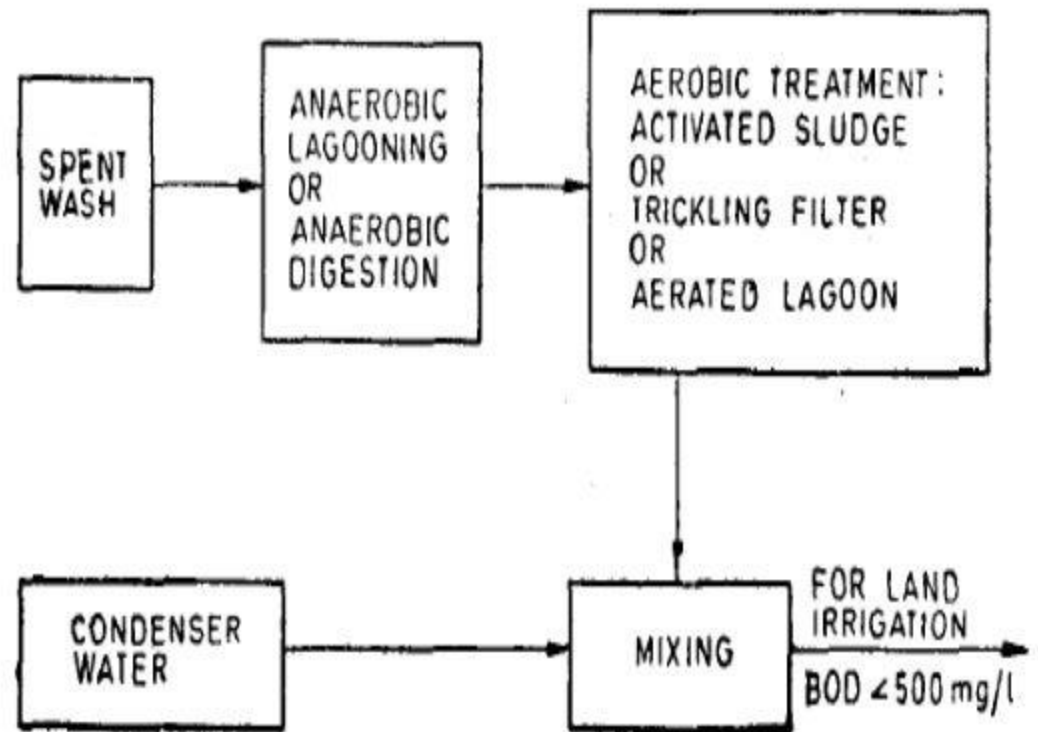 SPENT
WASH
ANAEROBIC
LAGOONING
OR
ANAEROBIC
DIGESTION
AEROBIC TREATMENT:
ACTIVATED SLUDGE
OR
TRICKLING FILTER
OR
AERATED LAGOON
CONDENSER
WATER
MIXING
FOR LAND
IRRIGATION
BOD <500 mg/l